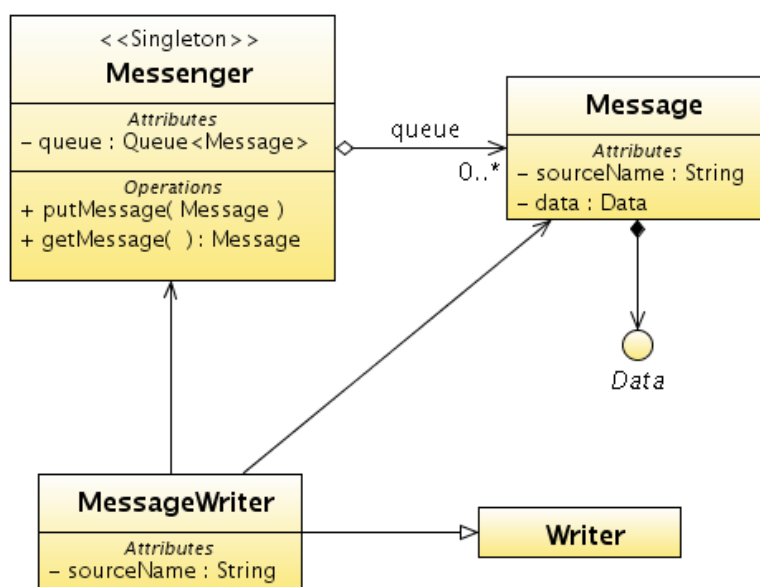 <<Singleton>>
Messenger
Attributes
– queue : Queue<Message>
Operations
+ putMessage( Message )
+ getMessage(  ) : Message
queue
0..*
Message
Attributes
– sourceName : String
– data : Data
Data
MessageWriter
Attributes
– sourceName : String
Writer